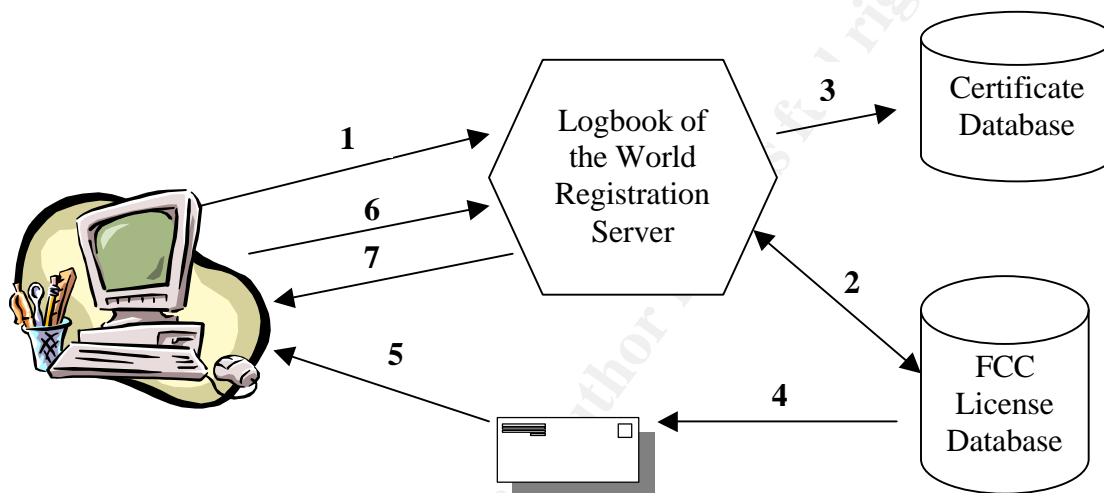 1
6
7
5
Logbook of
the World
Registration
Server
3
Certificate
Database
2
4
FCC
License
Database